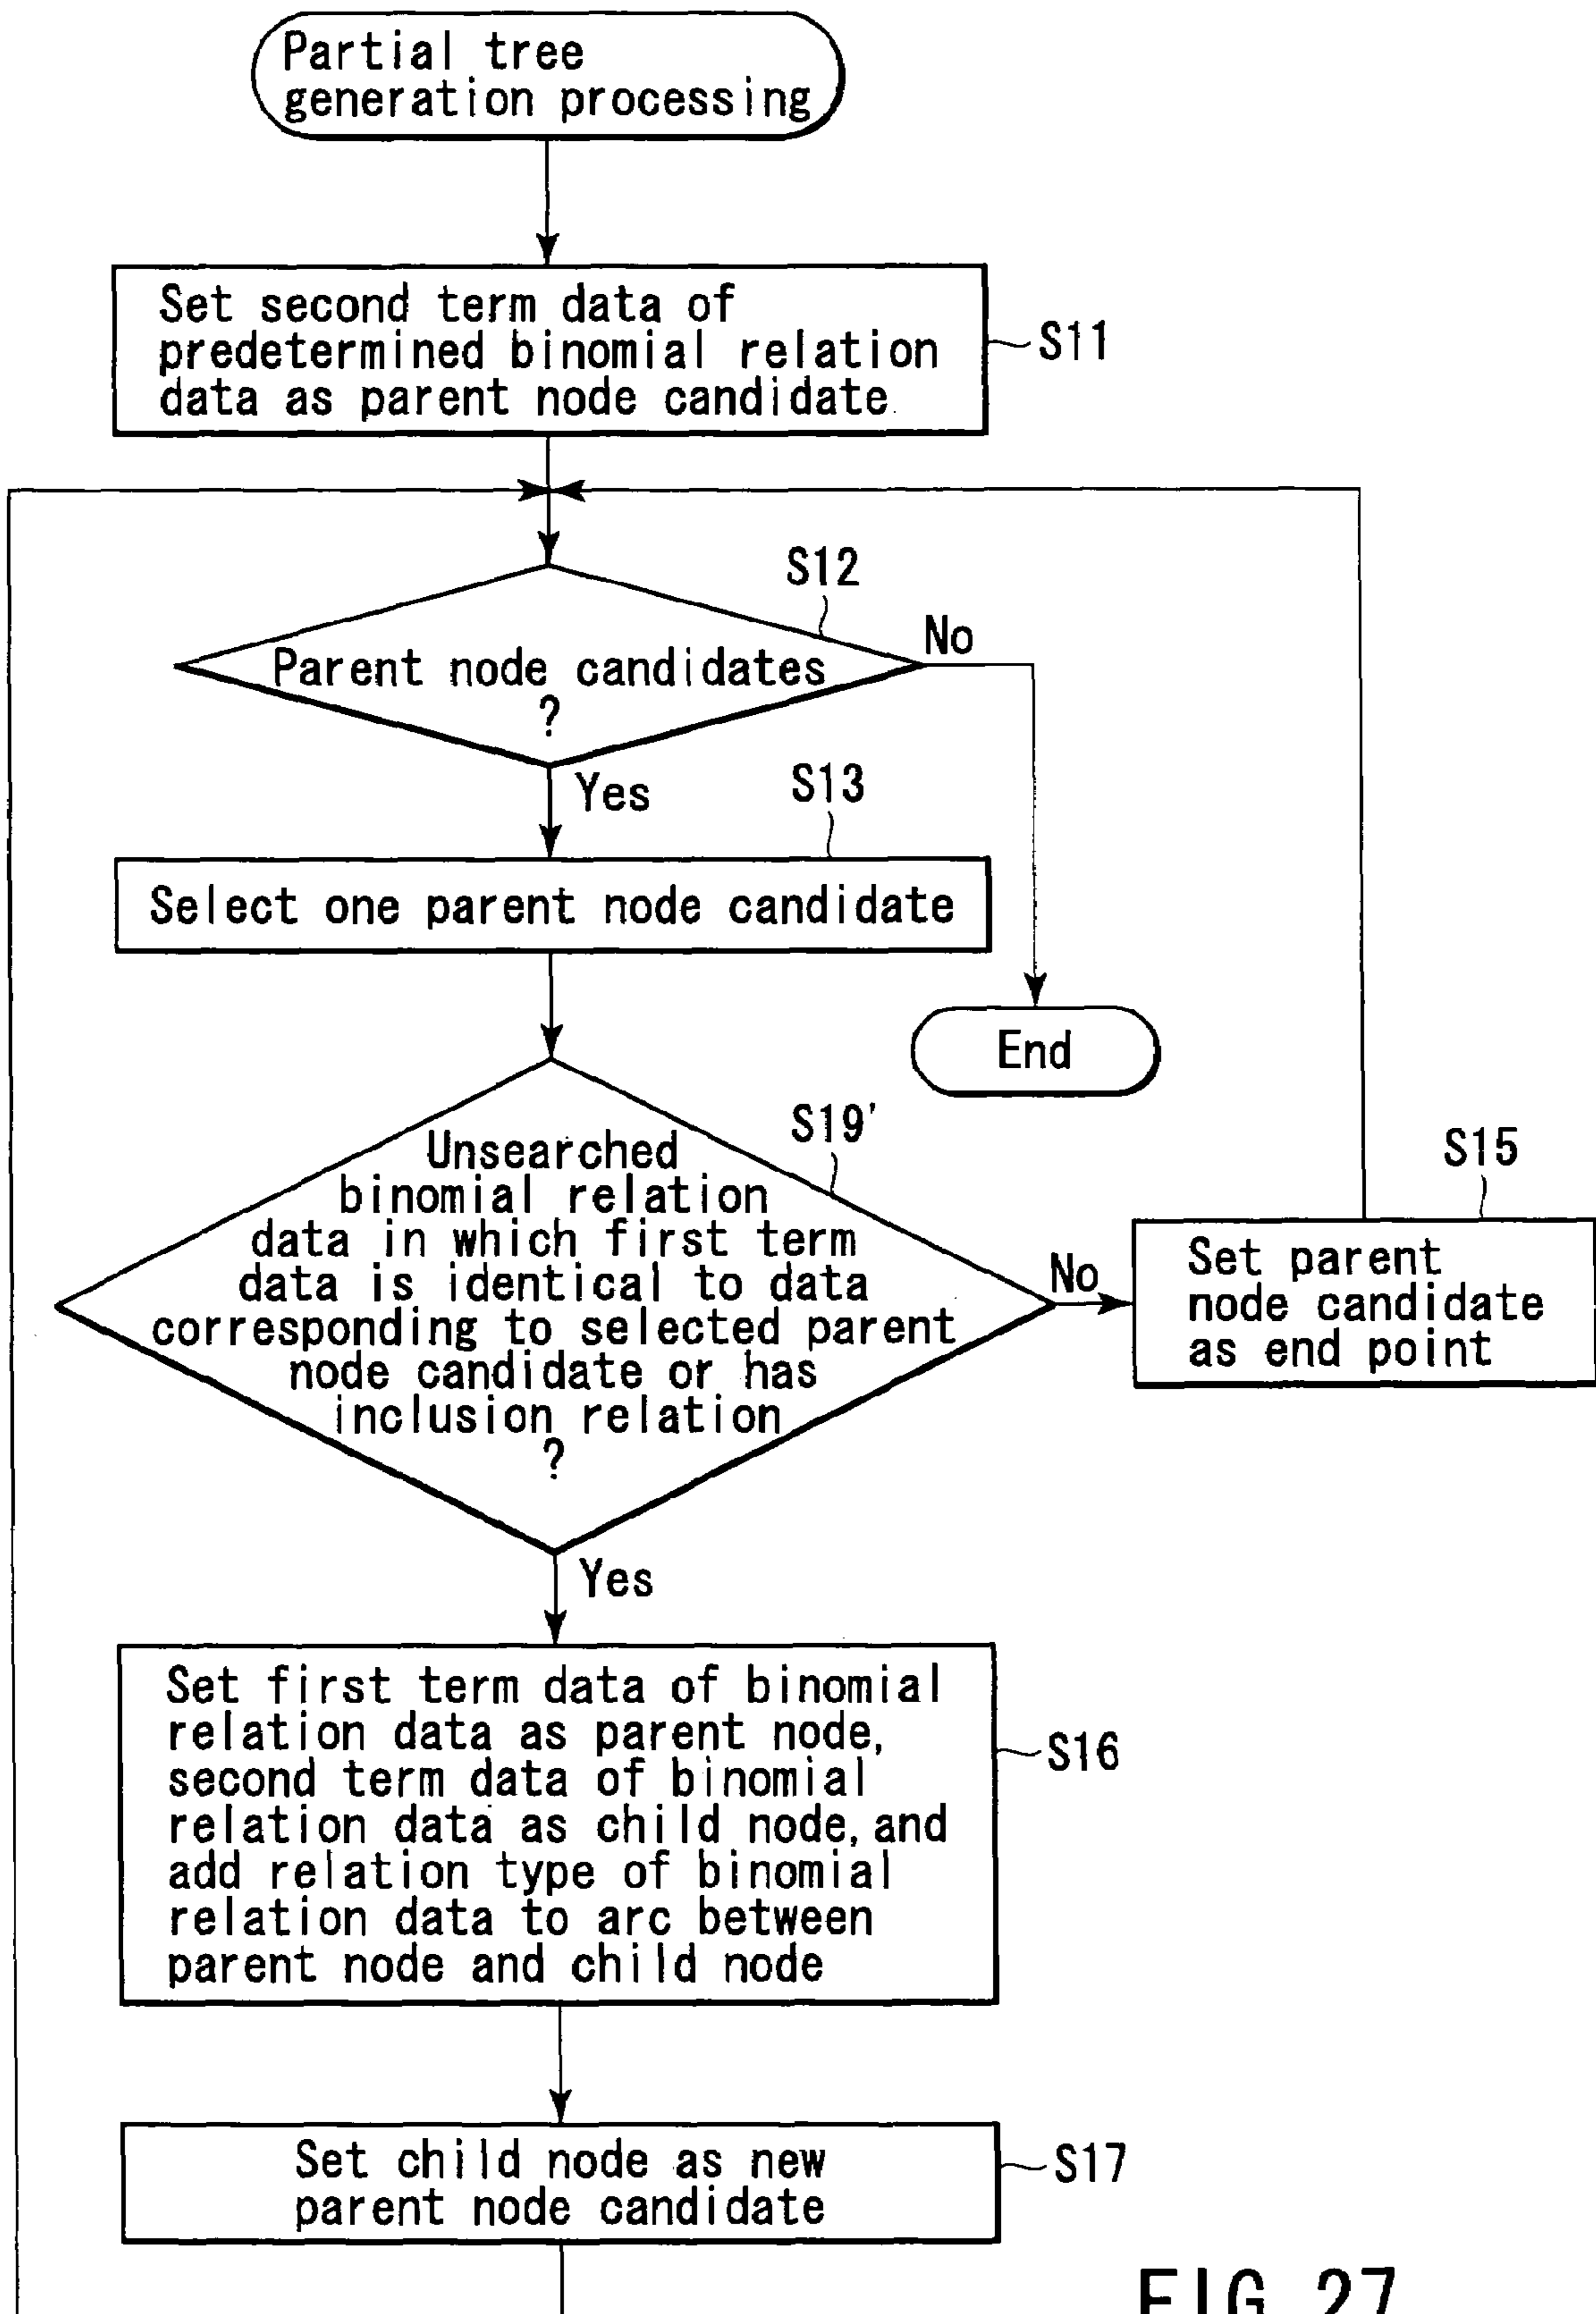 Partial tree
generation processing
Set second term data of
predetermined binomial relation
data as parent node candidate
S11
S12
No
Parent node candidates
?
Yes
S13
Select one parent node candidate
End
S19'
Unsearched
binomial relation
data in which first term
data is identical to data
corresponding to selected parent
node candidate or has
inclusion relation
?
No
S15
Set parent
node candidate
as end point
Yes
Set first term data of binomial
relation data as parent node,
second term data of binomial
relation data as child node, and
add relation type of binomial
relation data to arc between
parent node and child node
S16
Set child node as new
parent node candidate
S17
FIG. 27